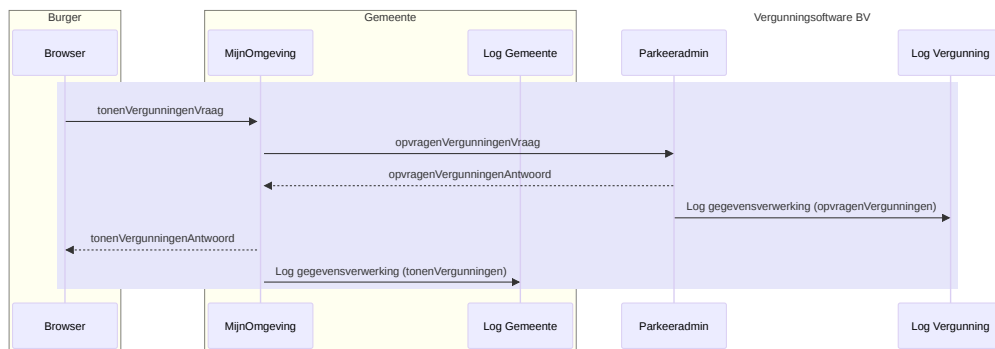 Burger
Gemeente
Vergunningsoftware BV
Browser
MijnOmgeving
Log Gemeente
Parkeeradmin
Log Vergunning
tonenVergunningenVraag
opvragenVergunningenVraag
opvragenVergunningenAntwoord
Log gegevensverwerking (opvragenVergunningen)
tonenVergunningenAntwoord
Log gegevensverwerking (tonenVergunningen)
Browser
MijnOmgeving
Log Gemeente
Parkeeradmin
Log Vergunning